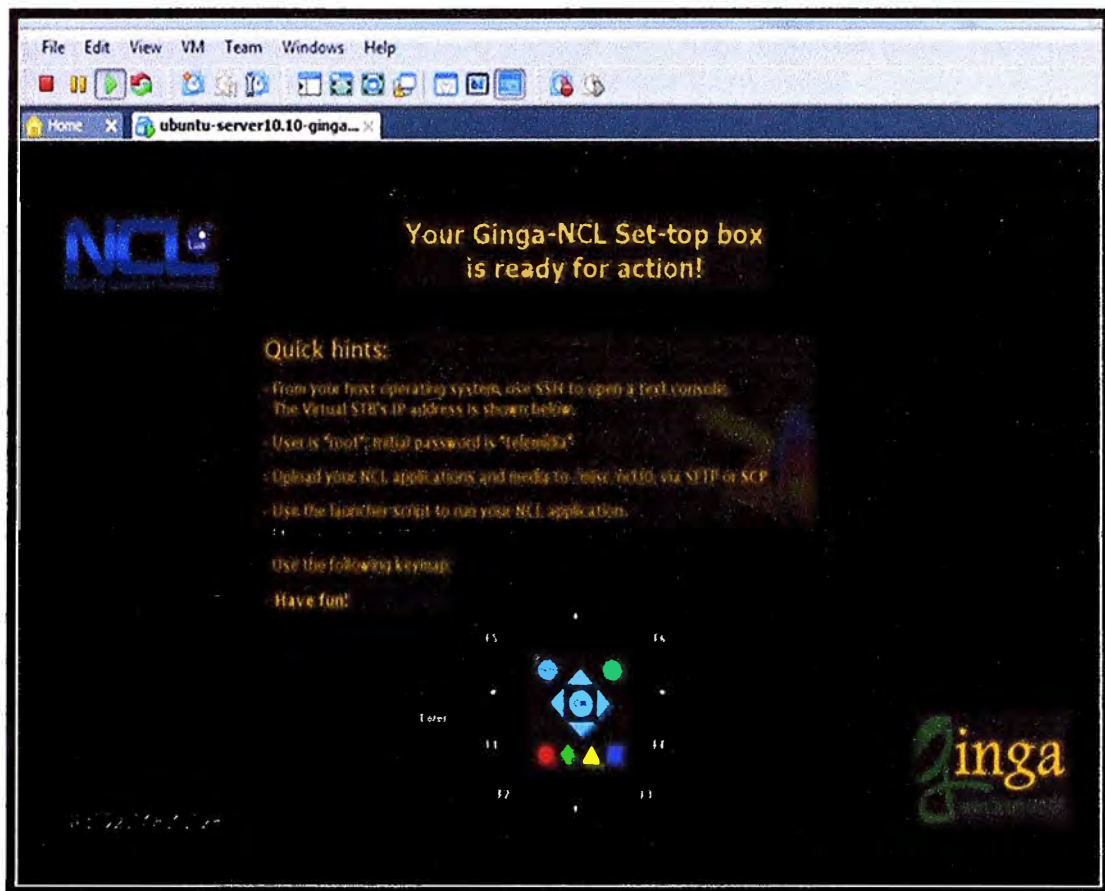 File Edit View VM Team Windows Help
Home X ubuntu-server10.10-ginga... X
NCL
Your Ginga-NCL Set-top box
is ready for action!
Quick hints:
- From your host operating system, use SSH to open a text console.
The Virtual STB's IP address is shown below.
- User is "root"; Initial password is "telemidia"
- Upload your NCL applications and media to /misc/ncl30, via SFTP or SCP
- Use the launcher script to run your NCL application.
Use the following keymap:
- Have fun!
F5 F6
Enter
F1 F4
F2 F3
Ginga